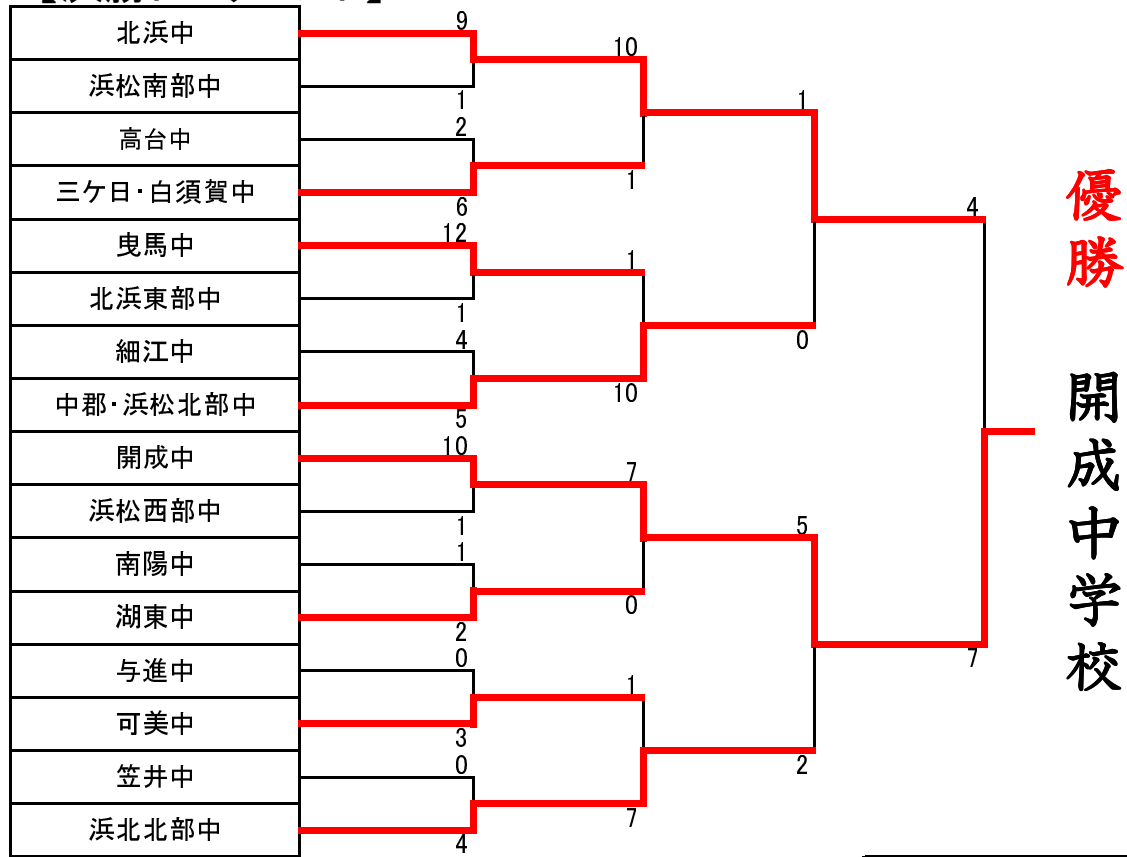 北浜中
9
10
浜松南部中
1
1
高台中
2
三ケ日・白須賀中
6
1
4
曳馬中
12
1
北浜東部中
1
細江中
4
0
中郡・浜松北部中
5
10
開成中
10
7
浜松西部中
1
5
南陽中
1
湖東中
2
0
与進中
0
7
可美中
3
1
笠井中
0
2
浜北北部中
4
7
優勝 開成中学校